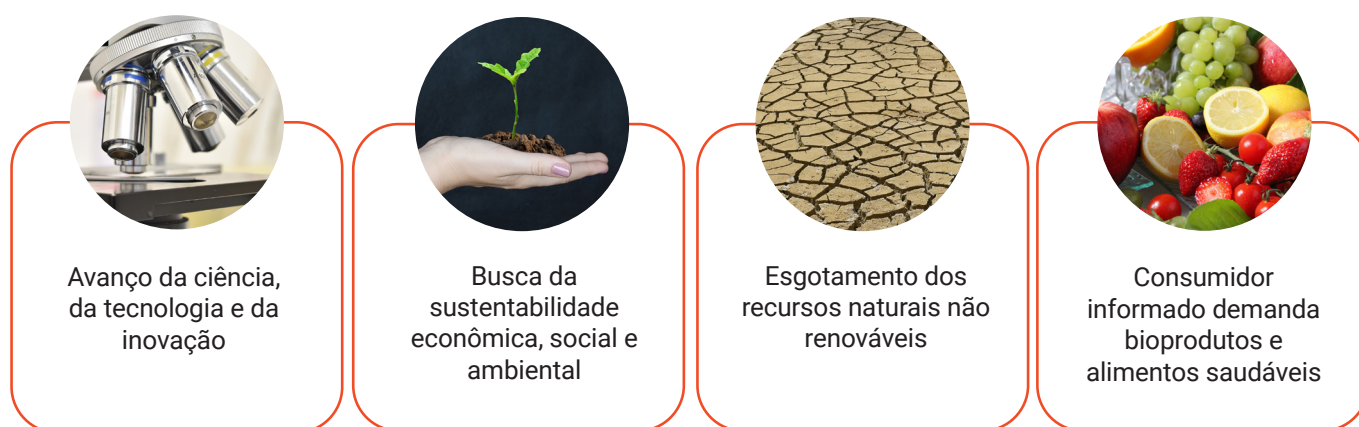 Avanço da ciência,
da tecnologia e da
inovação
Busca da
sustentabilidade
econômica, social e
ambiental
Esgotamento dos
recursos naturais não
renováveis
Consumidor
informado demanda
bioprodutos e
alimentos saudáveis